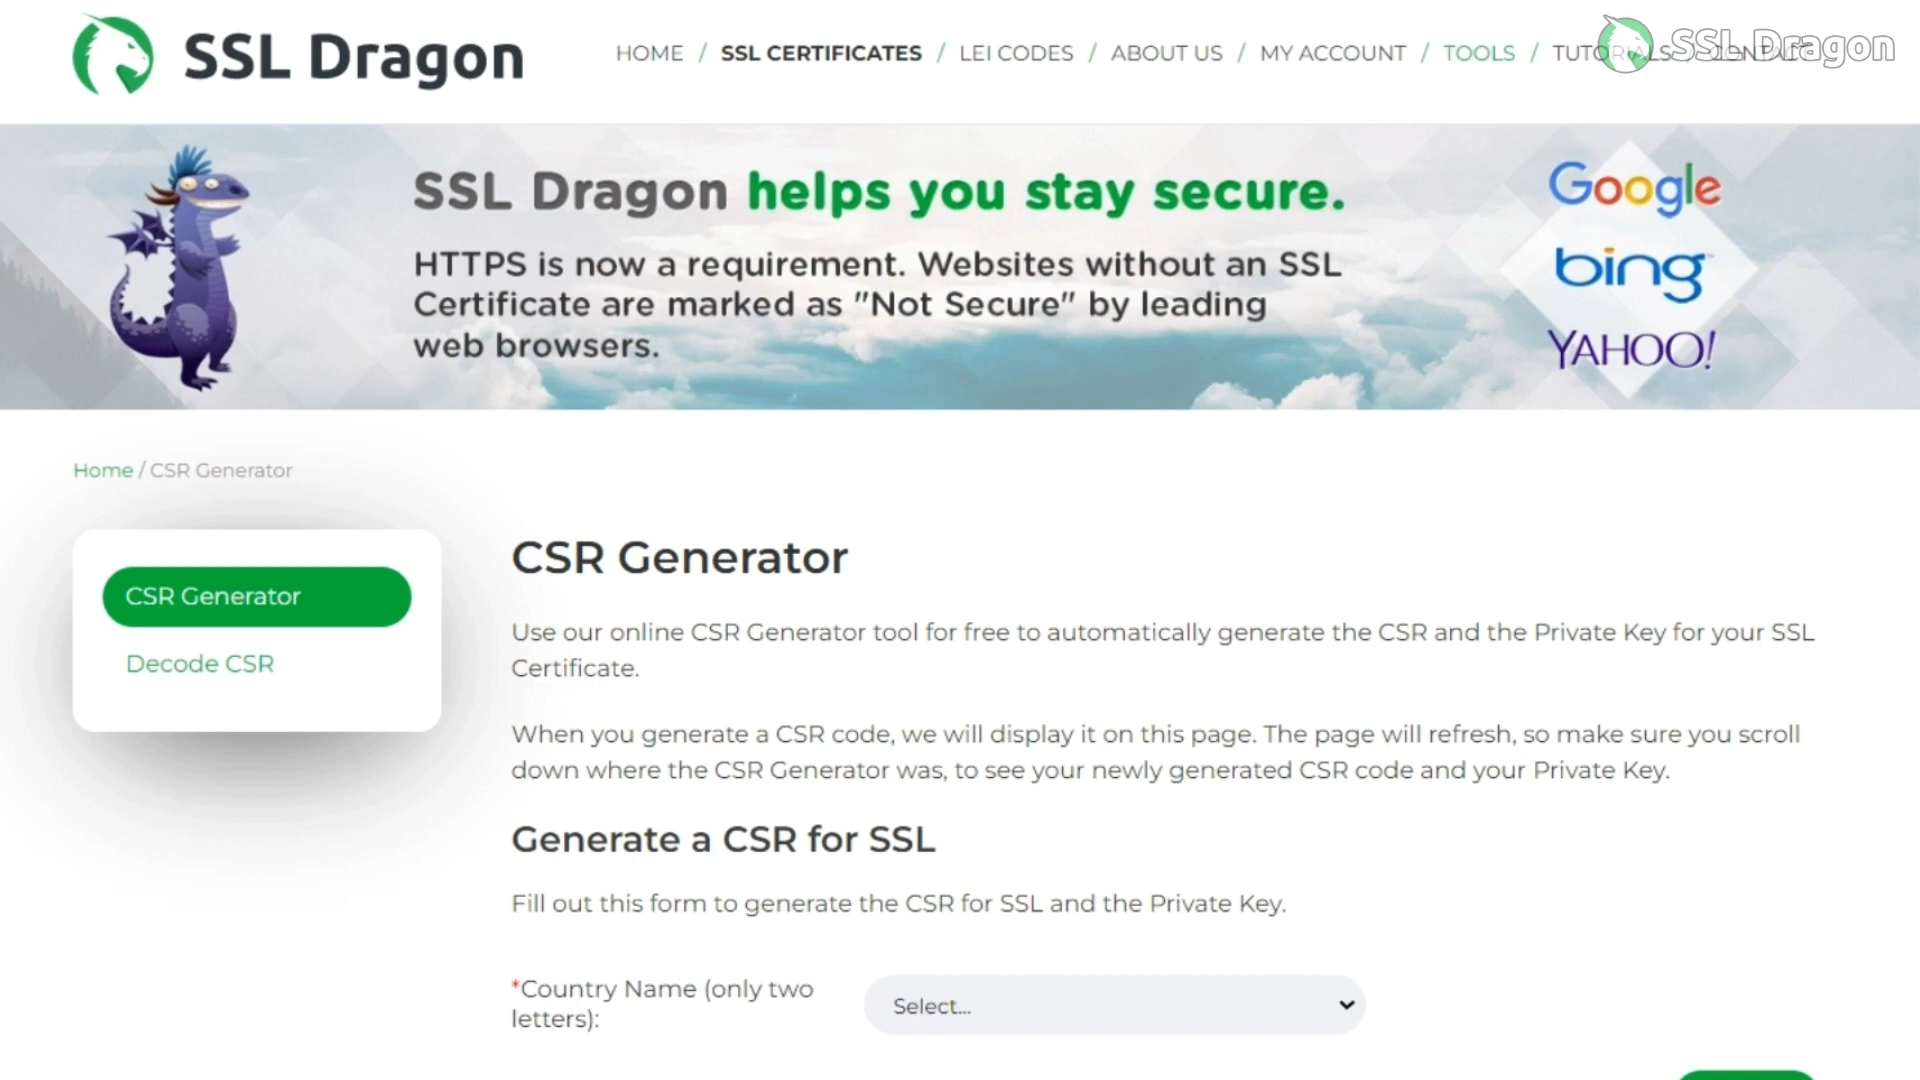 SSL Dragon
HOME / SSL CERTIFICATES / LEI CODES / ABOUT US / MY ACCOUNT / TOOLS / TUTORIALS / CONTACT
SSL Dragon
SSL Dragon helps you stay secure.
HTTPS is now a requirement. Websites without an SSL
Certificate are marked as "Not Secure" by leading
web browsers.
Google
bing
YAHOO!
Home / CSR Generator
CSR Generator
Decode CSR
CSR Generator
Use our online CSR Generator tool for free to automatically generate the CSR and the Private Key for your SSL
Certificate.
When you generate a CSR code, we will display it on this page. The page will refresh, so make sure you scroll
down where the CSR Generator was, to see your newly generated CSR code and your Private Key.
Generate a CSR for SSL
Fill out this form to generate the CSR for SSL and the Private Key.
*Country Name (only two
letters):
Select...